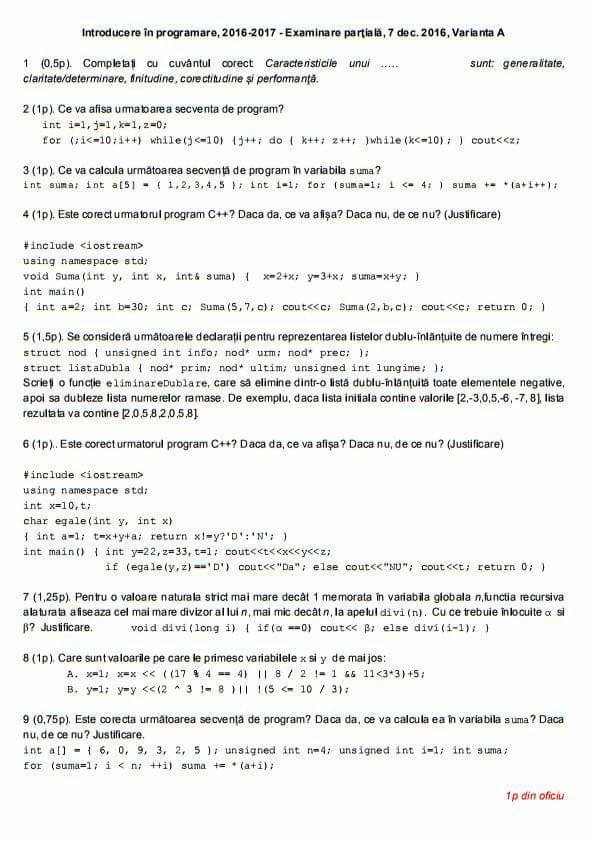 Introducere în programare, 2016-2017 - Examinare parţială, 7 dec. 2016, Varianta A
1 (0,5p). Completaţi cu cuvântul corect: Caracteristicile unui ….. sunt: generalitate,
claritate/determinare, finitudine, corectitudine şi performanţă.
2 (1p). Ce va afisa urmatoarea secventa de program?
int i=1,j=1,k=1,z=0;
for (;i<=10;i++) while(j<=10) {j++; do { k++; z++; }while(k<=10); } cout<<z;
3 (1p). Ce va calcula următoarea secvenţă de program în variabila suma?
int suma; int a[5] = { 1,2,3,4,5 }; int i=1; for (suma=1; i <= 4; ) suma += *(a+i++);
4 (1p). Este corect urmatorul program C++? Daca da, ce va afişa? Daca nu, de ce nu? (Justificare)
#include <iostream>
using namespace std;
void Suma(int y, int x, int& suma) { x=2+x; y=3+x; suma=x+y; }
int main()
{ int a=2; int b=30; int c; Suma(5,7,c); cout<<c; Suma(2,b,c); cout<<c; return 0; }
5 (1,5p). Se consideră următoarele declaraţii pentru reprezentarea listelor dublu-înlănţuite de numere întregi:
struct nod { unsigned int info; nod* urm; nod* prec; };
struct listaDubla { nod* prim; nod* ultim; unsigned int lungime; };
Scrieţi o funcţie eliminareDublare, care să elimine dintr-o listă dublu-înlănţuită toate elementele negative,
apoi sa dubleze lista numerelor ramase. De exemplu, daca lista initiala contine valorile [2,-3,0,5,-6, -7, 8], lista
rezultata va contine [2,0,5,8,2,0,5,8].
6 (1p).. Este corect urmatorul program C++? Daca da, ce va afişa? Daca nu, de ce nu? (Justificare)
#include <iostream>
using namespace std;
int x=10,t;
char egale(int y, int x)
{ int a=1; t=x+y+a; return x!=y?'D':'N'; }
int main() { int y=22,z=33,t=1; cout<<t<<x<<y<<z;
if (egale(y,z)=='D') cout<<"Da"; else cout<<"NU"; cout<<t; return 0; }
7 (1,25p). Pentru o valoare naturala strict mai mare decât 1 memorata în variabila globala n,functia recursiva
alaturata afiseaza cel mai mare divizor al lui n, mai mic decât n, la apelul divi(n). Cu ce trebuie înlocuite α si
β? Justificare. void divi(long i) { if(α ==0) cout<< β; else divi(i-1); }
8 (1p). Care sunt valoarile pe care le primesc variabilele x si y de mai jos:
A. x=1; x=x << ((17 % 4 == 4) || 8 / 2 != 1 && 11<3*3)+5;
B. y=1; y=y <<(2 ^ 3 != 8 )|| !(5 <= 10 / 3);
9 (0,75p). Este corecta următoarea secvenţă de program? Daca da, ce va calcula ea în variabila suma? Daca
nu, de ce nu? Justificare.
int a[] = { 6, 0, 9, 3, 2, 5 }; unsigned int n=4; unsigned int i=1; int suma;
for (suma=1; i < n; ++i) suma += *(a+i);
1p din oficiu